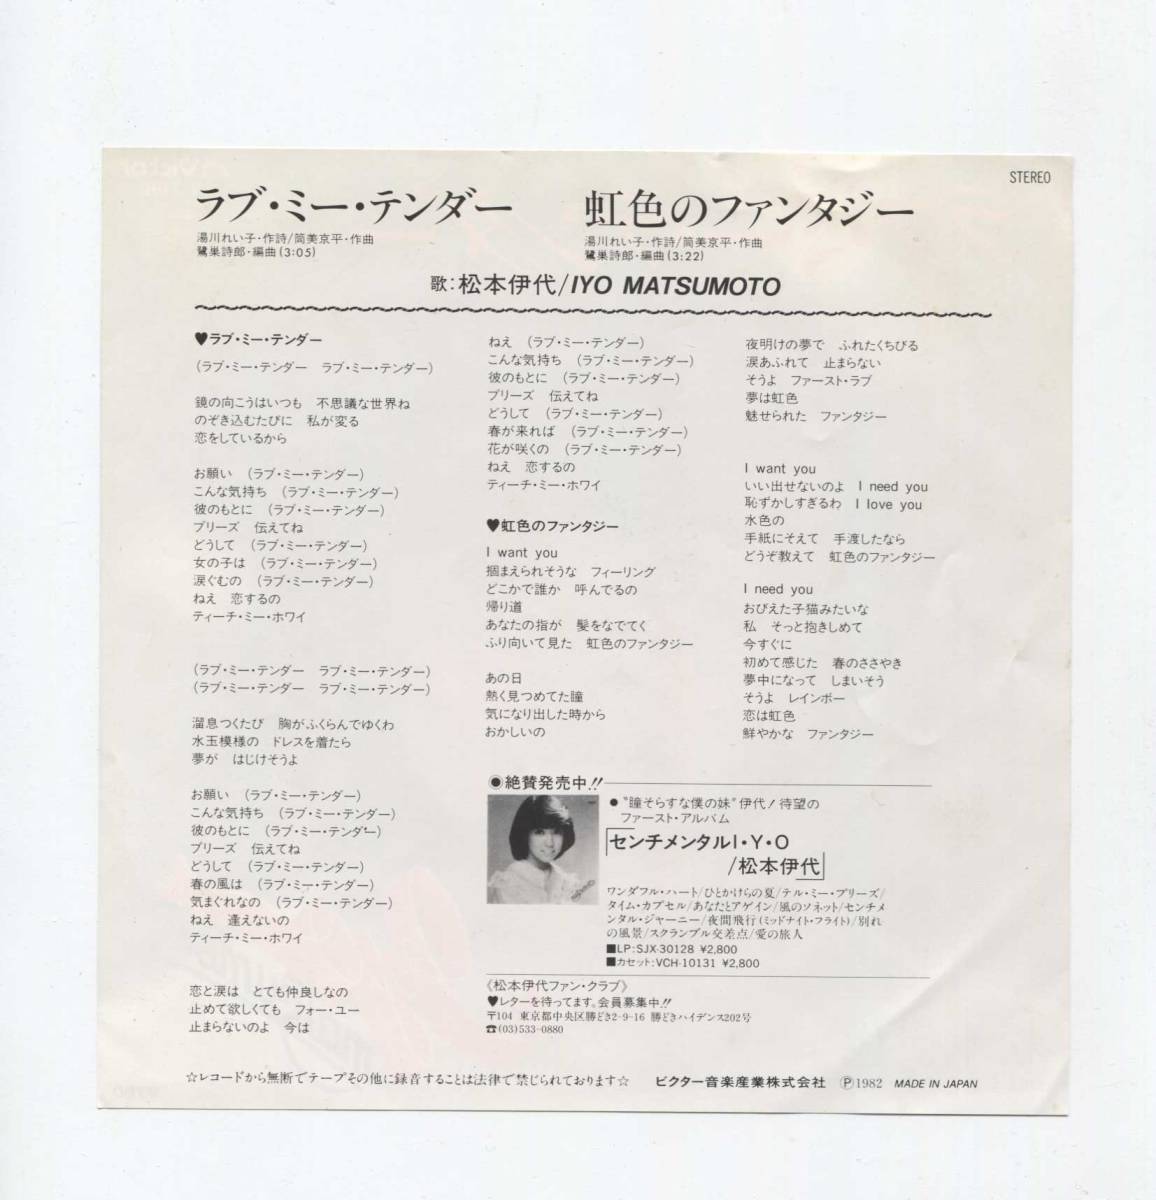 STEREO
ラブ・ミー・テンダー
湯川れい子・作詩/筒美京平・作曲
鷺巣詩郎・編曲(3:05)
虹色のファンタジー
湯川れい子・作詩/筒美京平・作曲
鷺巣詩郎・編曲(3:22)
歌:松本伊代/IYO MATSUMOTO
♥ラブ・ミー・テンダー
(ラブ・ミー・テンダー　ラブ・ミー・テンダー)
鏡の向こうはいつも　不思議な世界ね
のぞき込むたびに　私が変る
恋をしているから
お願い　(ラブ・ミー・テンダー)
こんな気持ち　(ラブ・ミー・テンダー)
彼のもとに　(ラブ・ミー・テンダー)
プリーズ　伝えてね
どうして　(ラブ・ミー・テンダー)
女の子は　(ラブ・ミー・テンダー)
涙ぐむの　(ラブ・ミー・テンダー)
ねえ　恋するの
ティーチ・ミー・ホワイ
(ラブ・ミー・テンダー　ラブ・ミー・テンダー)
(ラブ・ミー・テンダー　ラブ・ミー・テンダー)
溜息つくたび　胸がふくらんでゆくわ
水玉模様の　ドレスを着たら
夢が　はじけそうよ
お願い　(ラブ・ミー・テンダー)
こんな気持ち　(ラブ・ミー・テンダー)
彼のもとに　(ラブ・ミー・テンダー)
プリーズ　伝えてね
どうして　(ラブ・ミー・テンダー)
春の風は　(ラブ・ミー・テンダー)
気まぐれなの　(ラブ・ミー・テンダー)
ねえ　逢えないの
ティーチ・ミー・ホワイ
恋と涙は　とても仲良しなの
止めて欲しくても　フォー・ユー
止まらないのよ　今は
ねえ　(ラブ・ミー・テンダー)
こんな気持ち　(ラブ・ミー・テンダー)
彼のもとに　(ラブ・ミー・テンダー)
プリーズ　伝えてね
どうして　(ラブ・ミー・テンダー)
春が来れば　(ラブ・ミー・テンダー)
花が咲くの　(ラブ・ミー・テンダー)
ねえ　恋するの
ティーチ・ミー・ホワイ
♥虹色のファンタジー
I want you
掴まえられそうな　フィーリング
どこかで誰か　呼んでるの
帰り道
あなたの指が　髪をなでてく
ふり向いて見た　虹色のファンタジー
あの日
熱く見つめてた瞳
気になり出した時から
おかしいの
夜明けの夢で　ふれたくちびる
涙あふれて　止まらない
そうよ　ファースト・ラブ
夢は虹色
魅せられた　ファンタジー
I want you
いい出せないのよ　I need you
恥ずかしすぎるわ　I love you
水色の
手紙にそえて　手渡したなら
どうぞ教えて　虹色のファンタジー
I need you
おびえた子猫みたいな
私　そっと抱きしめて
今すぐに
初めて感じた　春のささやき
夢中になって　しまいそう
そうよ　レインボー
恋は虹色
鮮やかな　ファンタジー
◉絶賛発売中!!
●"瞳そらすな僕の妹"伊代!待望の
ファースト・アルバム
センチメンタルI・Y・O
/松本伊代
ワンダフル・ハート/ひとかけらの夏/テル・ミー・プリーズ/
タイム・カプセル/あなたとアゲイン/風のソネット/センチメ
ンタル・ジャーニー/夜間飛行(ミッドナイト・フライト)/別れ
の風景/スクランブル交差点/愛の旅人
■LP:SJX-30128 ¥2,800
■カセット:VCH-10131 ¥2,800
《松本伊代ファン・クラブ》
♥レターを待ってます。会員募集中!!
〒104 東京都中央区勝どき2-9-16 勝どきハイデンス202号
☎(03)533-0880
☆レコードから無断でテープその他に録音することは法律で禁じられております☆
ビクター音楽産業株式会社 Ⓟ1982 MADE IN JAPAN